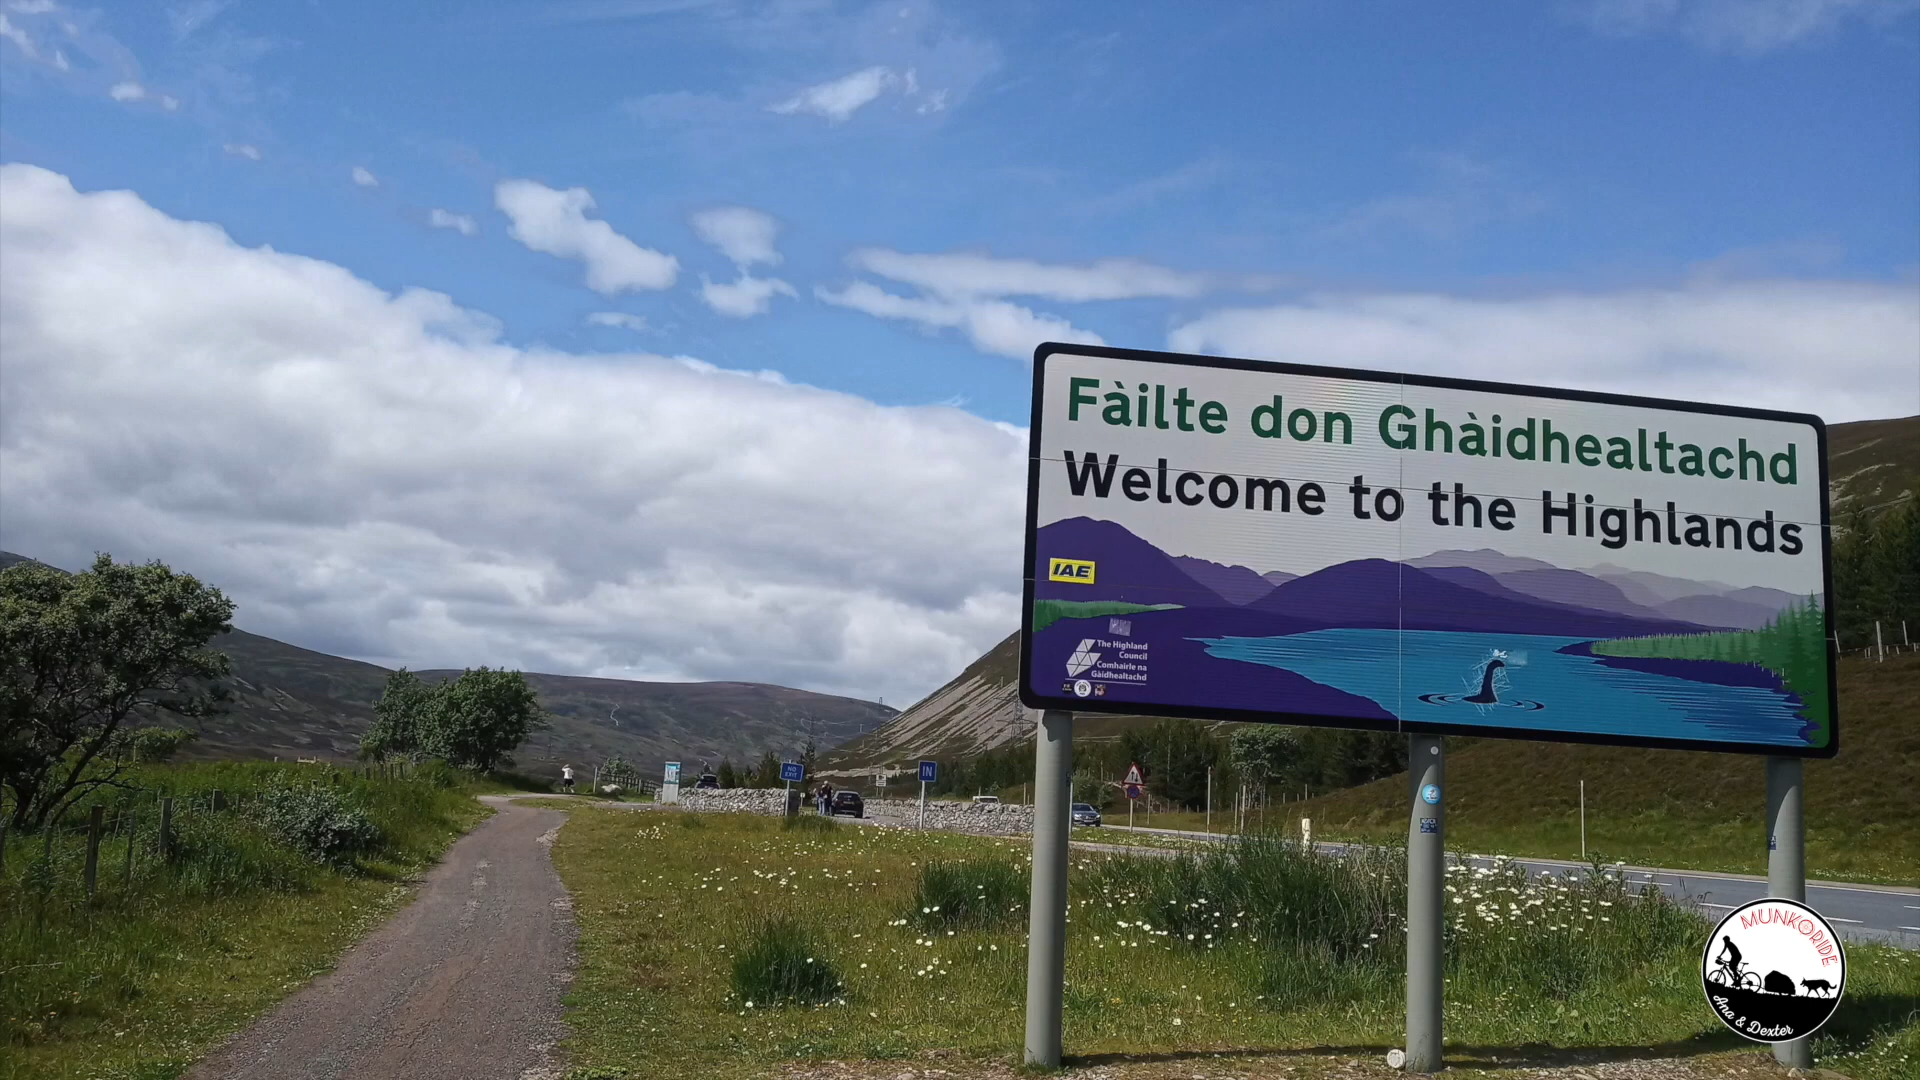 Fàilte don Ghàidhealtachd
Welcome to the Highlands
IAE
The Highland
Council
Comhairle na
Gàidhealtachd
NO
EXIT
IN
MUNKORIDE
Ana & Dexter